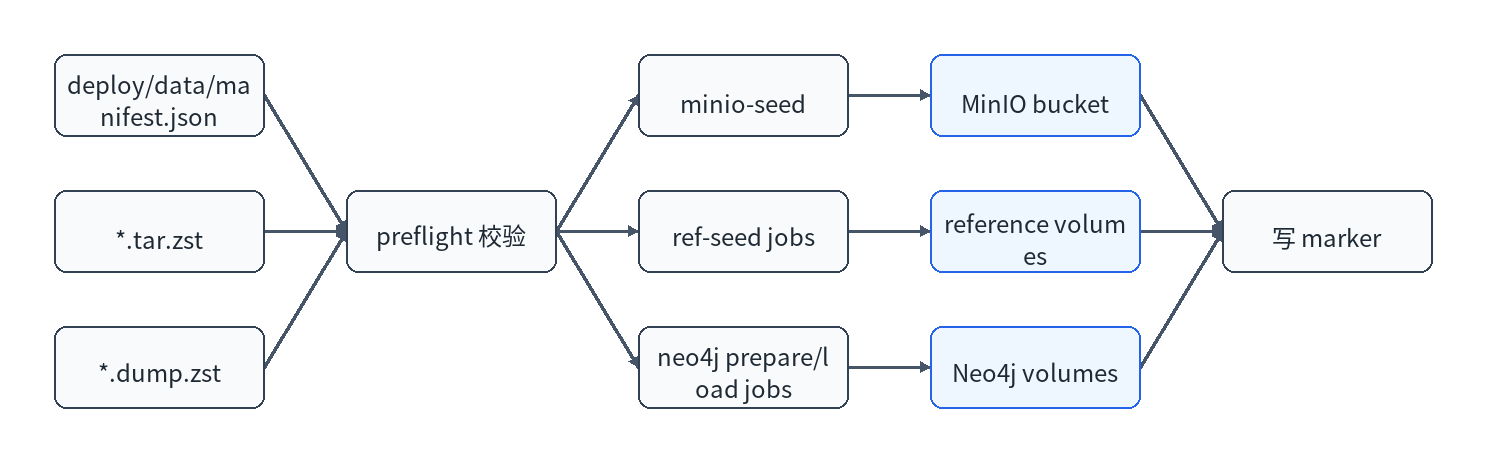 deploy/data/ma
nifest.json
*.tar.zst
*.dump.zst
preflight 校验
minio-seed
ref-seed jobs
neo4j prepare/l
oad jobs
MinIO bucket
reference volum
es
Neo4j volumes
写 marker